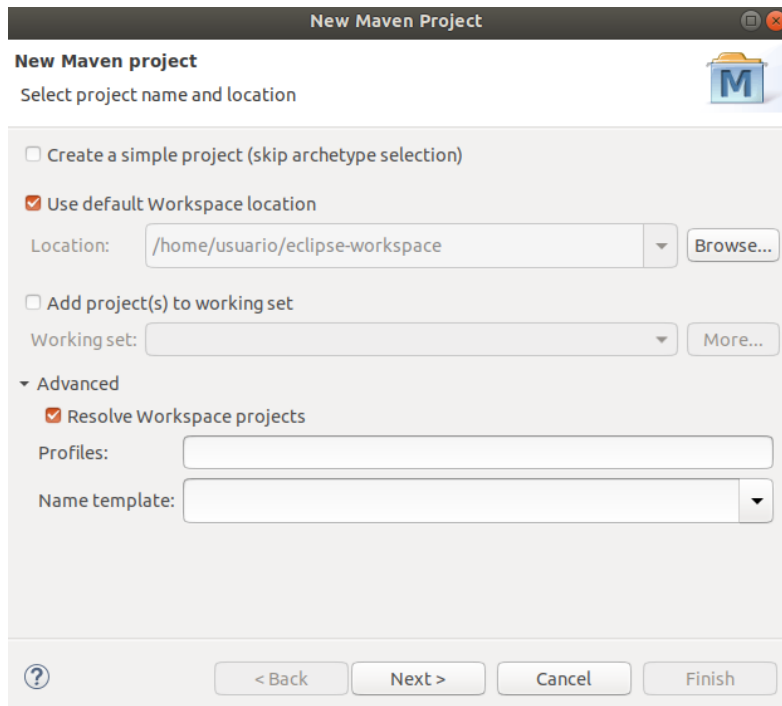 New Maven Project
New Maven project
Select project name and location
M
Create a simple project (skip archetype selection)
Use default Workspace location
Location: /home/usuario/eclipse-workspace Browse...
Add project(s) to working set
Working set: More...
Advanced
Resolve Workspace projects
Profiles:
Name template:
? < Back Next > Cancel Finish